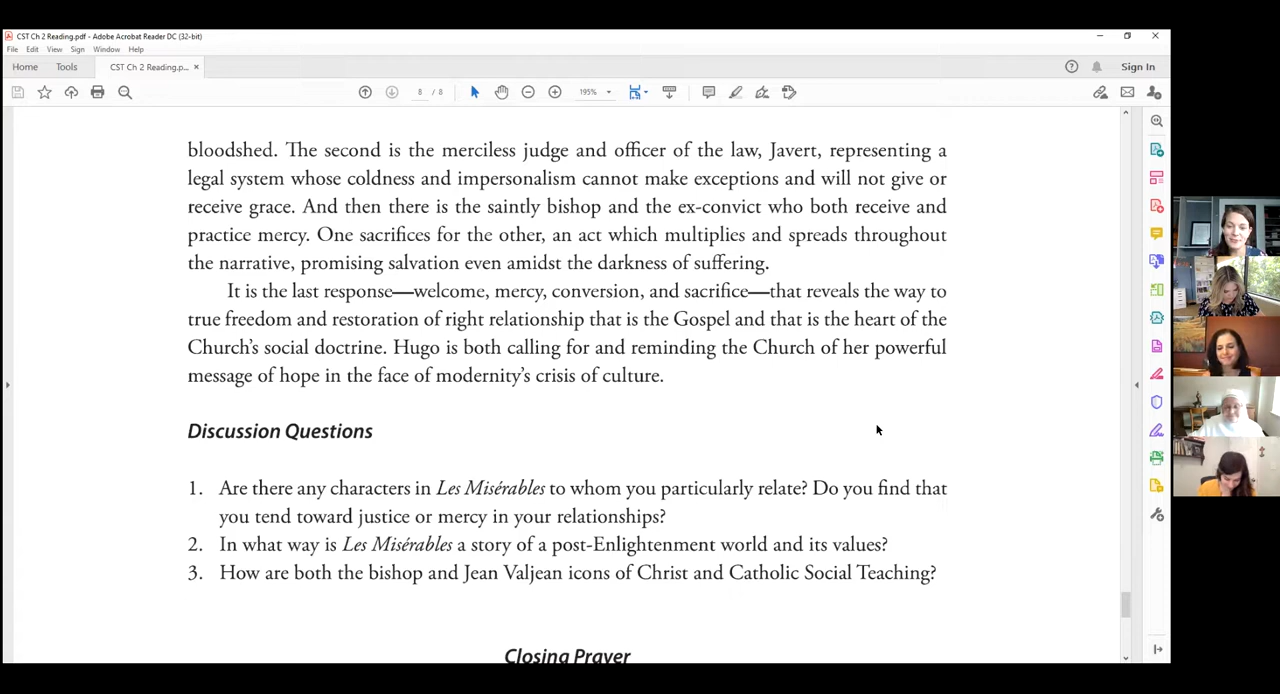 CST Ch 2 Reading.pdf - Adobe Acrobat Reader DC (32-bit)
File Edit View Sign Window Help
Home Tools CST Ch 2 Reading.p... × Sign In
8 / 8 195%
bloodshed. The second is the merciless judge and officer of the law, Javert, representing a
legal system whose coldness and impersonalism cannot make exceptions and will not give or
receive grace. And then there is the saintly bishop and the ex-convict who both receive and
practice mercy. One sacrifices for the other, an act which multiplies and spreads throughout
the narrative, promising salvation even amidst the darkness of suffering.
It is the last response—welcome, mercy, conversion, and sacrifice—that reveals the way to
true freedom and restoration of right relationship that is the Gospel and that is the heart of the
Church’s social doctrine. Hugo is both calling for and reminding the Church of her powerful
message of hope in the face of modernity’s crisis of culture.
Discussion Questions
1. Are there any characters in Les Misérables to whom you particularly relate? Do you find that
you tend toward justice or mercy in your relationships?
2. In what way is Les Misérables a story of a post-Enlightenment world and its values?
3. How are both the bishop and Jean Valjean icons of Christ and Catholic Social Teaching?
Closing Prayer